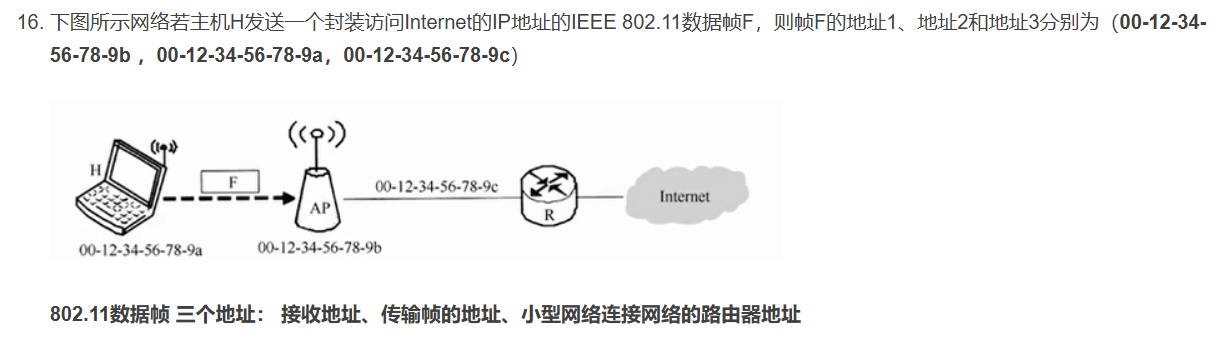 16. 下图所示网络若主机H发送一个封装访问Internet的IP地址的IEEE 802.11数据帧F，则帧F的地址1、地址2和地址3分别为（00-12-34-
56-78-9b ，00-12-34-56-78-9a，00-12-34-56-78-9c）
H
F
AP
00-12-34-56-78-9c
R
Internet
00-12-34-56-78-9a
00-12-34-56-78-9b
802.11数据帧 三个地址： 接收地址、传输帧的地址、小型网络连接网络的路由器地址